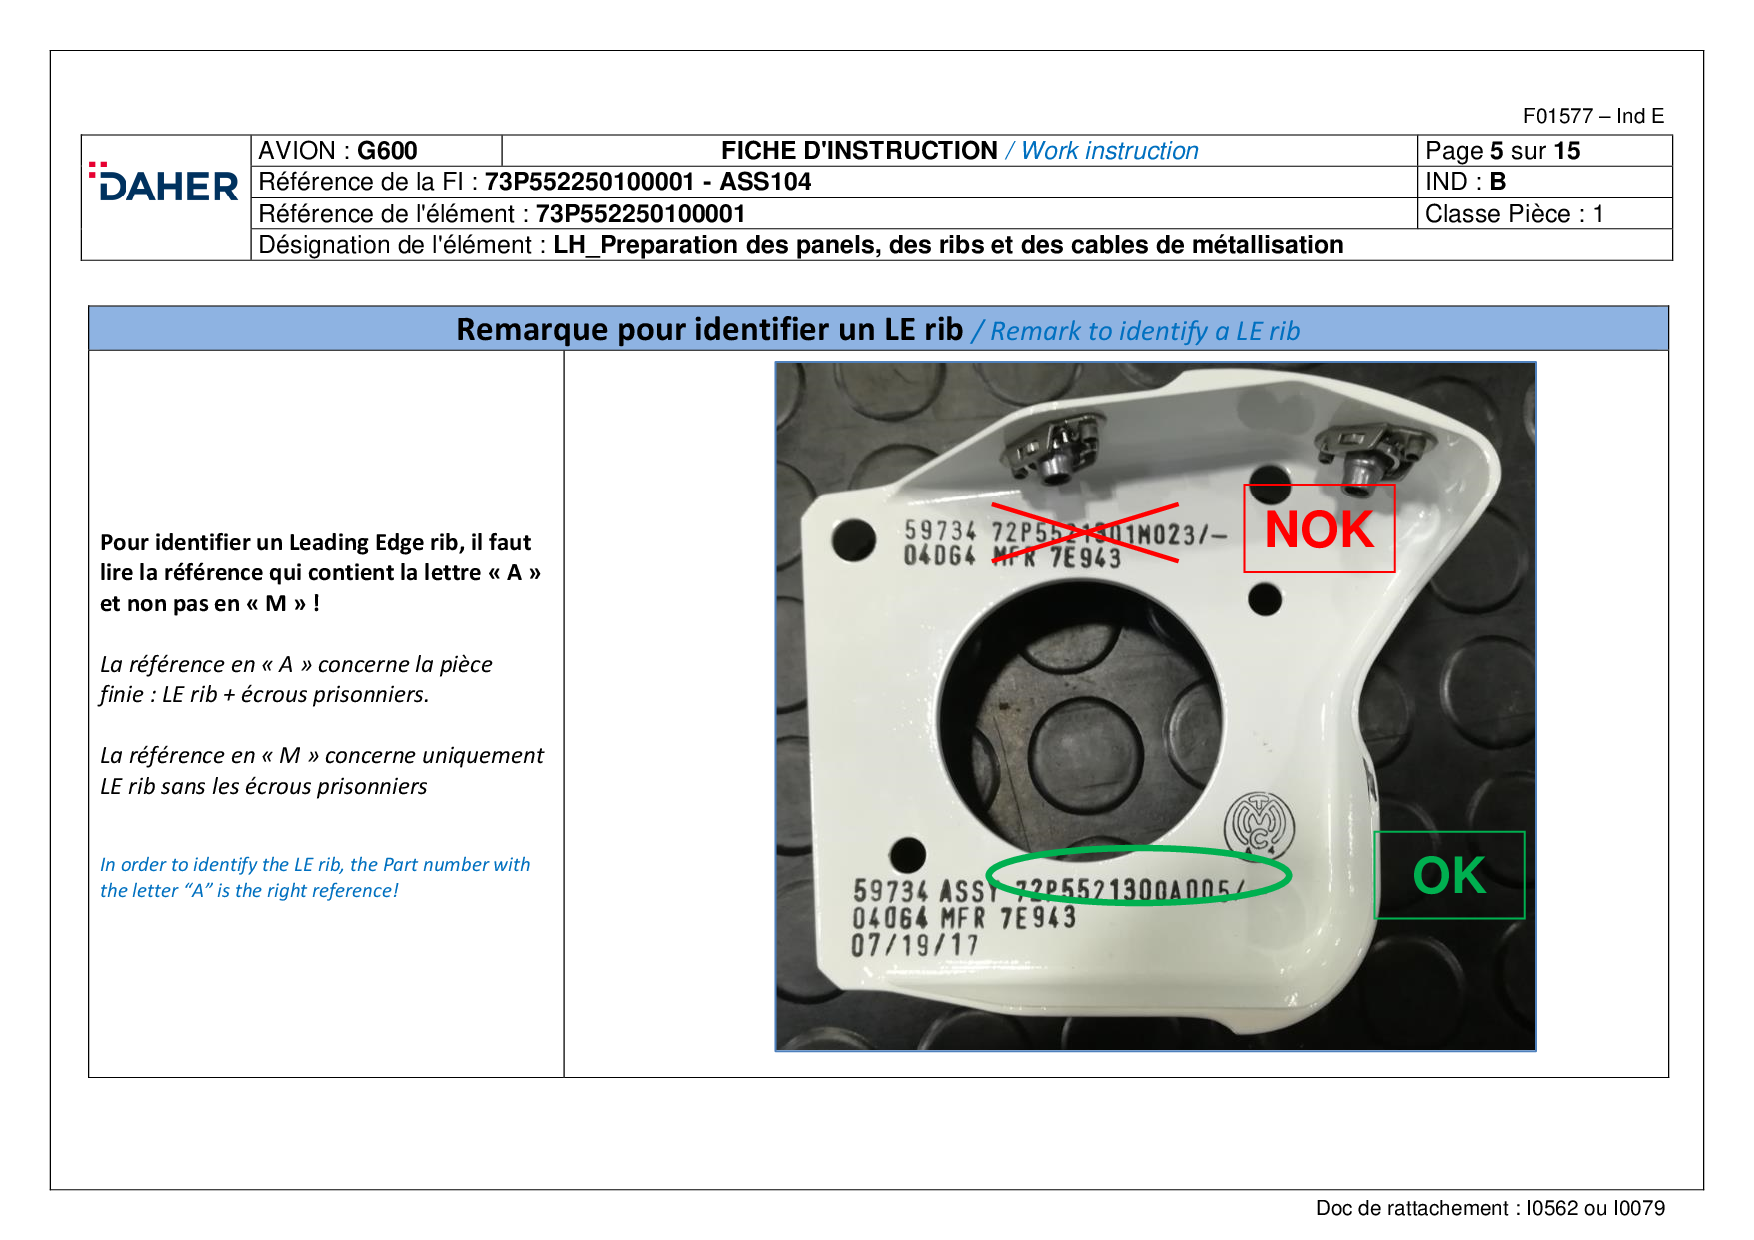 F01577 – Ind E
DAHER
AVION : G600
FICHE D'INSTRUCTION / Work instruction
Page 5 sur 15
Référence de la FI : 73P552250100001 - ASS104
IND : B
Référence de l'élément : 73P552250100001
Classe Pièce : 1
Désignation de l'élément : LH_Preparation des panels, des ribs et des cables de métallisation
Remarque pour identifier un LE rib / Remark to identify a LE rib
Pour identifier un Leading Edge rib, il faut
lire la référence qui contient la lettre « A »
et non pas en « M » !
La référence en « A » concerne la pièce
finie : LE rib + écrous prisonniers.
La référence en « M » concerne uniquement
LE rib sans les écrous prisonniers
In order to identify the LE rib, the Part number with
the letter “A” is the right reference!
59734 72P5521301M023/–
04064 MFR 7E943
NOK
TMC
OK
59734 ASSY 72P5521300A005/
04064 MFR 7E943
07/19/17
Doc de rattachement : I0562 ou I0079